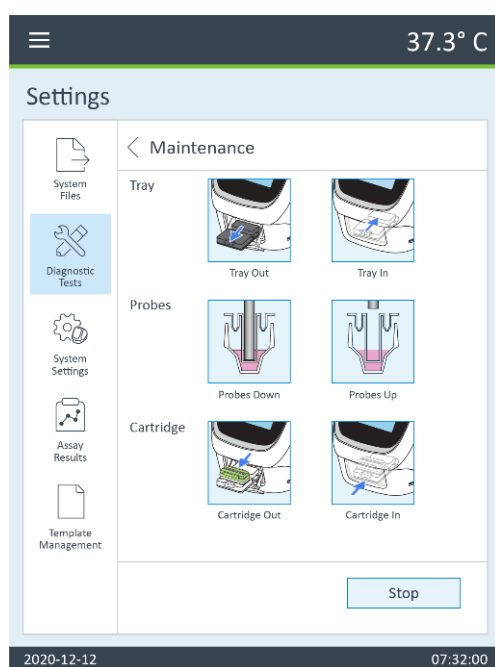 37.3° C
Settings
System
Files
Diagnostic
Tests
System
Settings
Assay
Results
Template
Management
Maintenance
Tray
Tray Out
Tray In
Probes
Probes Down
Probes Up
Cartridge
Cartridge Out
Cartridge In
Stop
2020-12-12
07:32:00